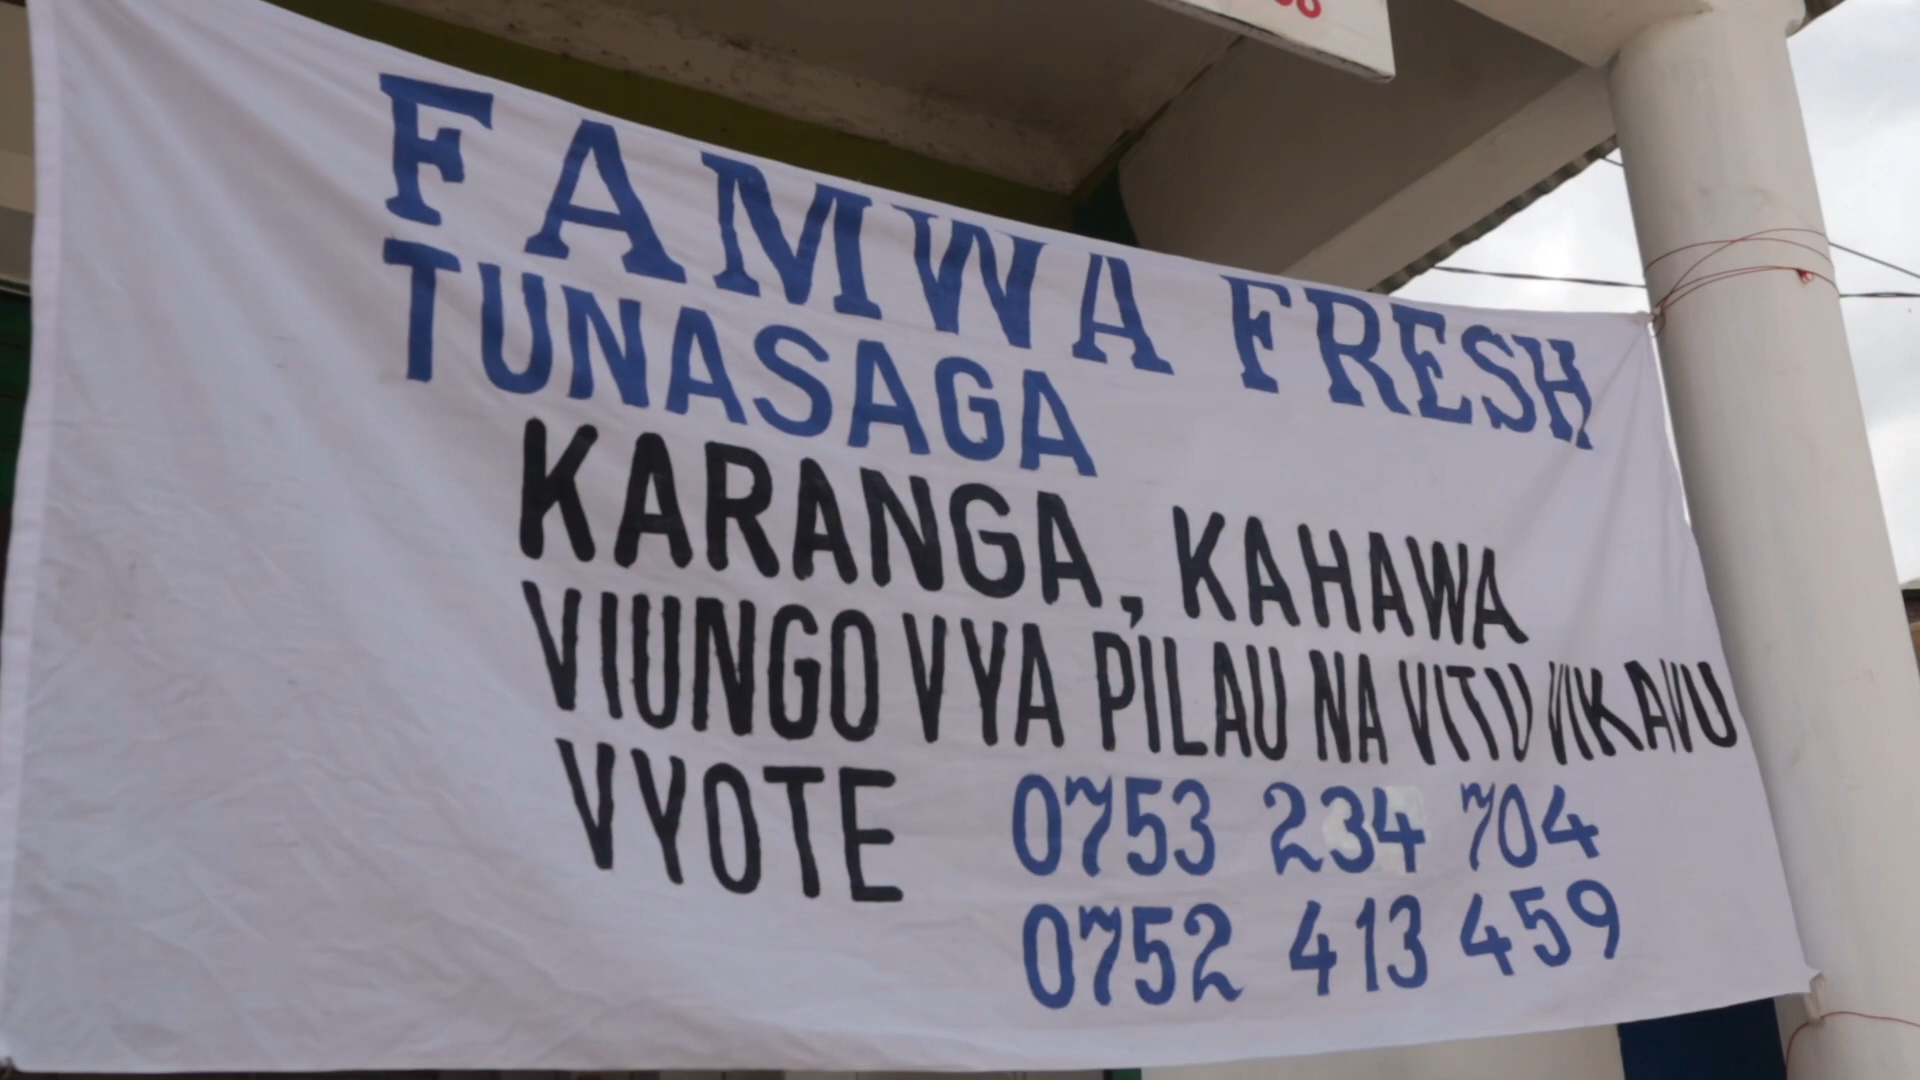 FAMWA FRESH
TUNASAGA
KARANGA, KAHAWA
VIUNGO VYA PILAU NA VITU VIKAVU
VYOTE 0753 234 704
0752 413 459